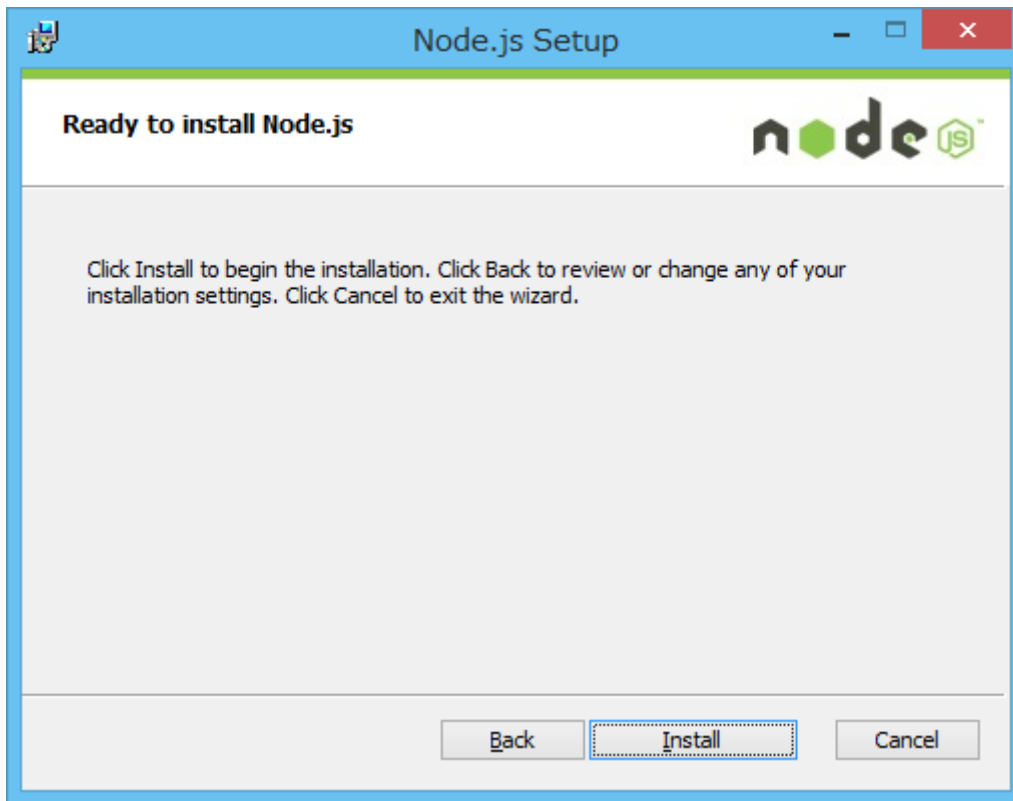 Node.js Setup
Ready to install Node.js
node JS™
Click Install to begin the installation. Click Back to review or change any of your
installation settings. Click Cancel to exit the wizard.
Back
Install
Cancel